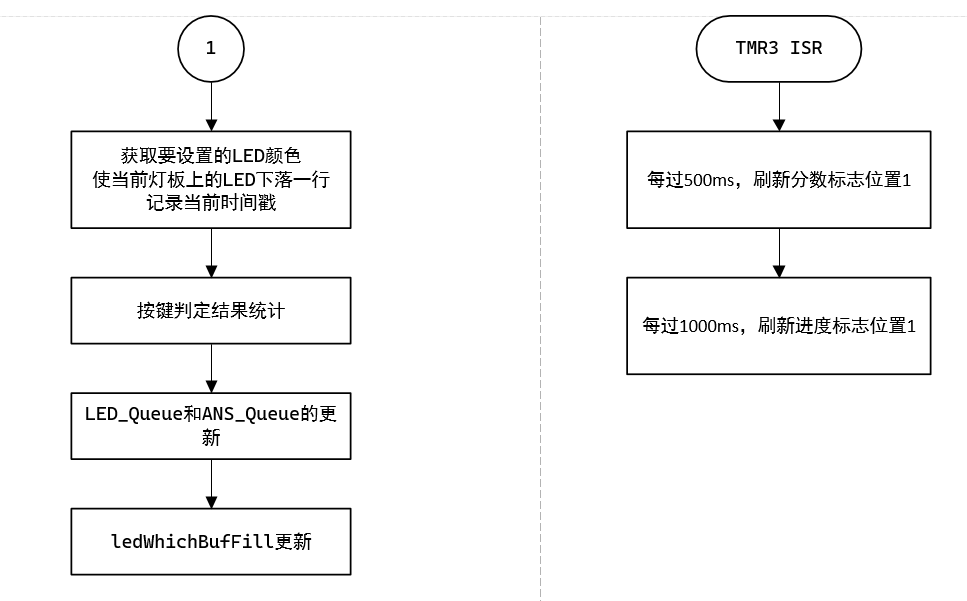 1
获取要设置的LED颜色
使当前灯板上的LED下落一行
记录当前时间戳
按键判定结果统计
LED_Queue和ANS_Queue的更
新
ledWhichBufFill更新
TMR3 ISR
每过500ms，刷新分数标志位置1
每过1000ms，刷新进度标志位置1